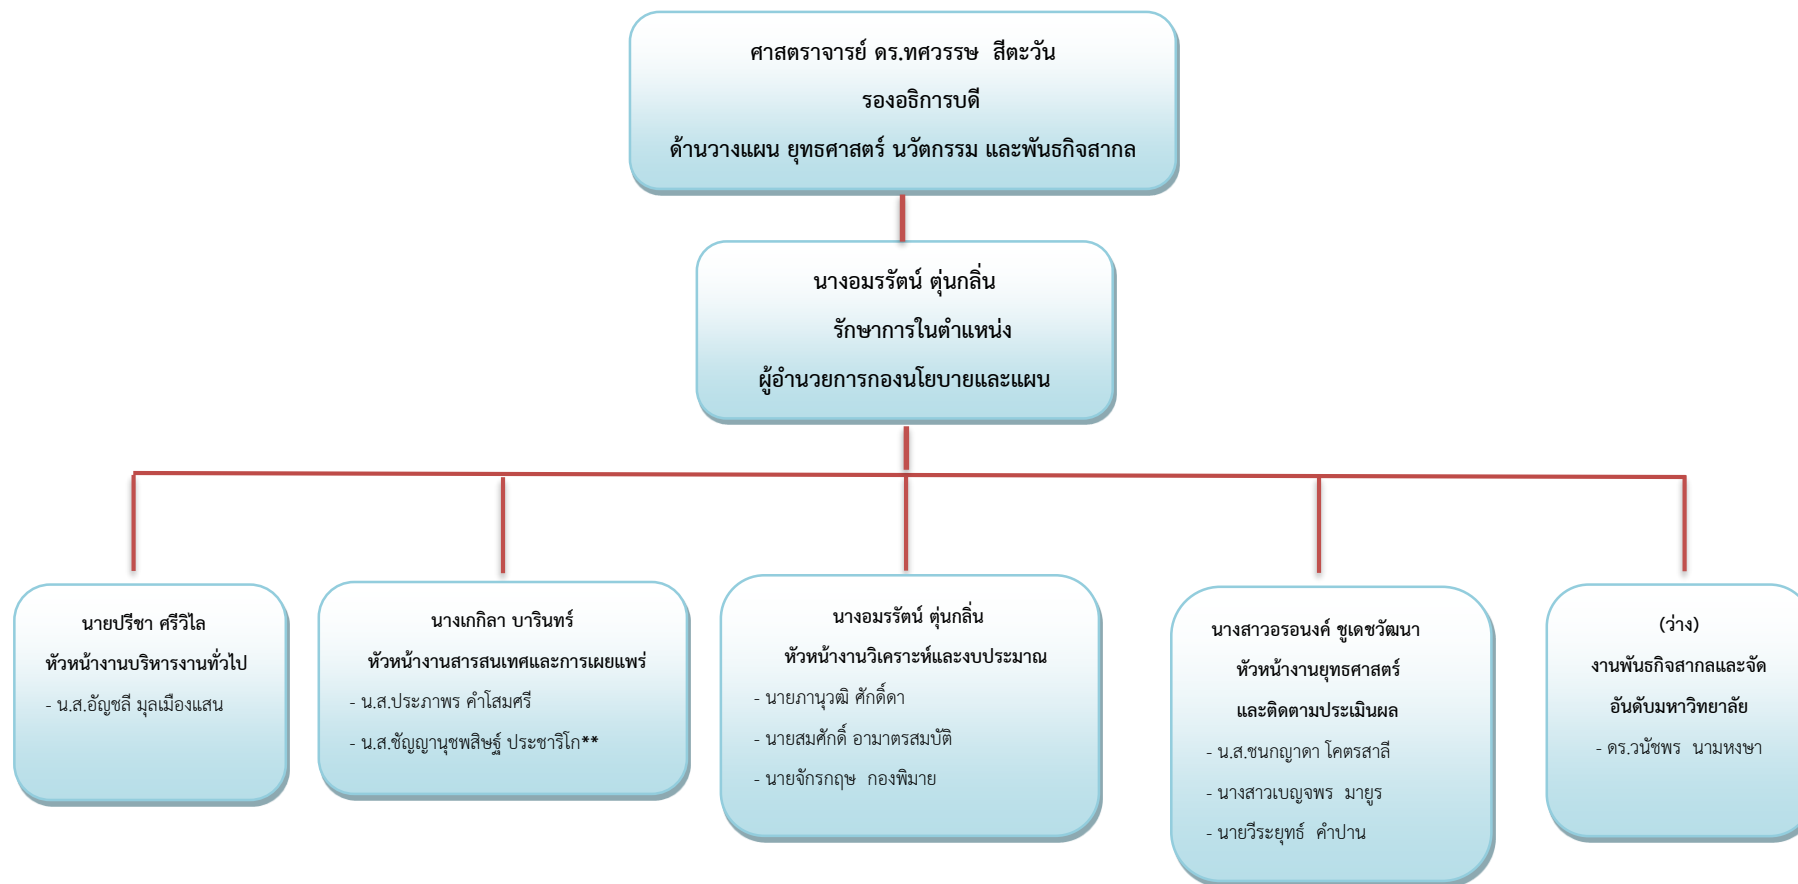 ศาสตราจารย์ ดร.ทศวรรษ สีตะวัน
รองอธิการบดี
ด้านวางแผน ยุทธศาสตร์ นวัตกรรม และพันธกิจสากล
นางอมรรัตน์ ตุ่นกลิ่น
รักษาการในตำแหน่ง
ผู้อำนวยการกองนโยบายและแผน
นายปรีชา ศรีวิไล
หัวหน้างานบริหารงานทั่วไป
- น.ส.อัญชลี มุลเมืองแสน
นางเกกิลา บารินทร์
หัวหน้างานสารสนเทศและการเผยแพร่
- น.ส.ประภาพร คำโสมศรี
- น.ส.ชัญญานุชพสิษฐ์ ประชาริโก**
นางอมรรัตน์ ตุ่นกลิ่น
หัวหน้างานวิเคราะห์และงบประมาณ
- นายภานุวฒิ ศักดิ์ดา
- นายสมศักดิ์ อามาตรสมบัติ
- นายจักรกฤษ กองพิมาย
นางสาวอรอนงค์ ชูเดชวัฒนา
หัวหน้างานยุทธศาสตร์
และติดตามประเมินผล
- น.ส.ชนกญาดา โคตรสาลี
- นางสาวเบญจพร มายูร
- นายวีระยุทธ์ คำปาน
(ว่าง)
งานพันธกิจสากลและจัด
อันดับมหาวิทยาลัย
- ดร.วนัชพร นามหงษา